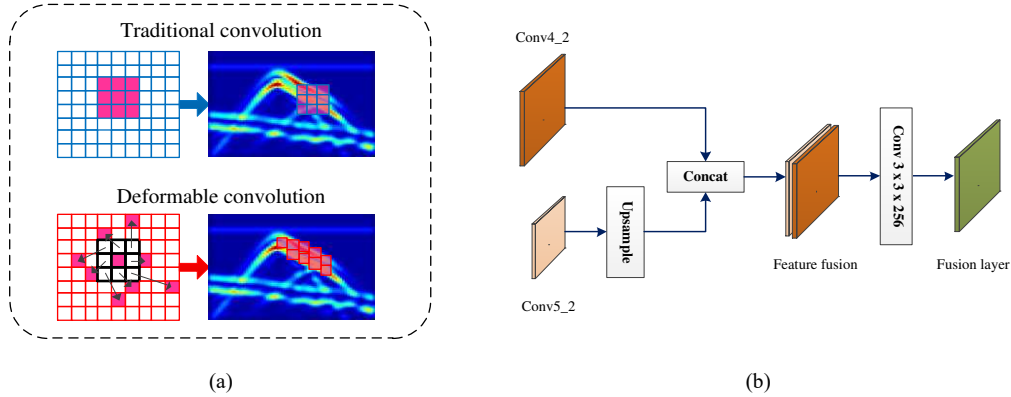 Traditional convolution
Deformable convolution
(a)
Conv4_2
Conv5_2
Upsample
Concat
Feature fusion
Conv 3 x 3 x 256
Fusion layer
(b)